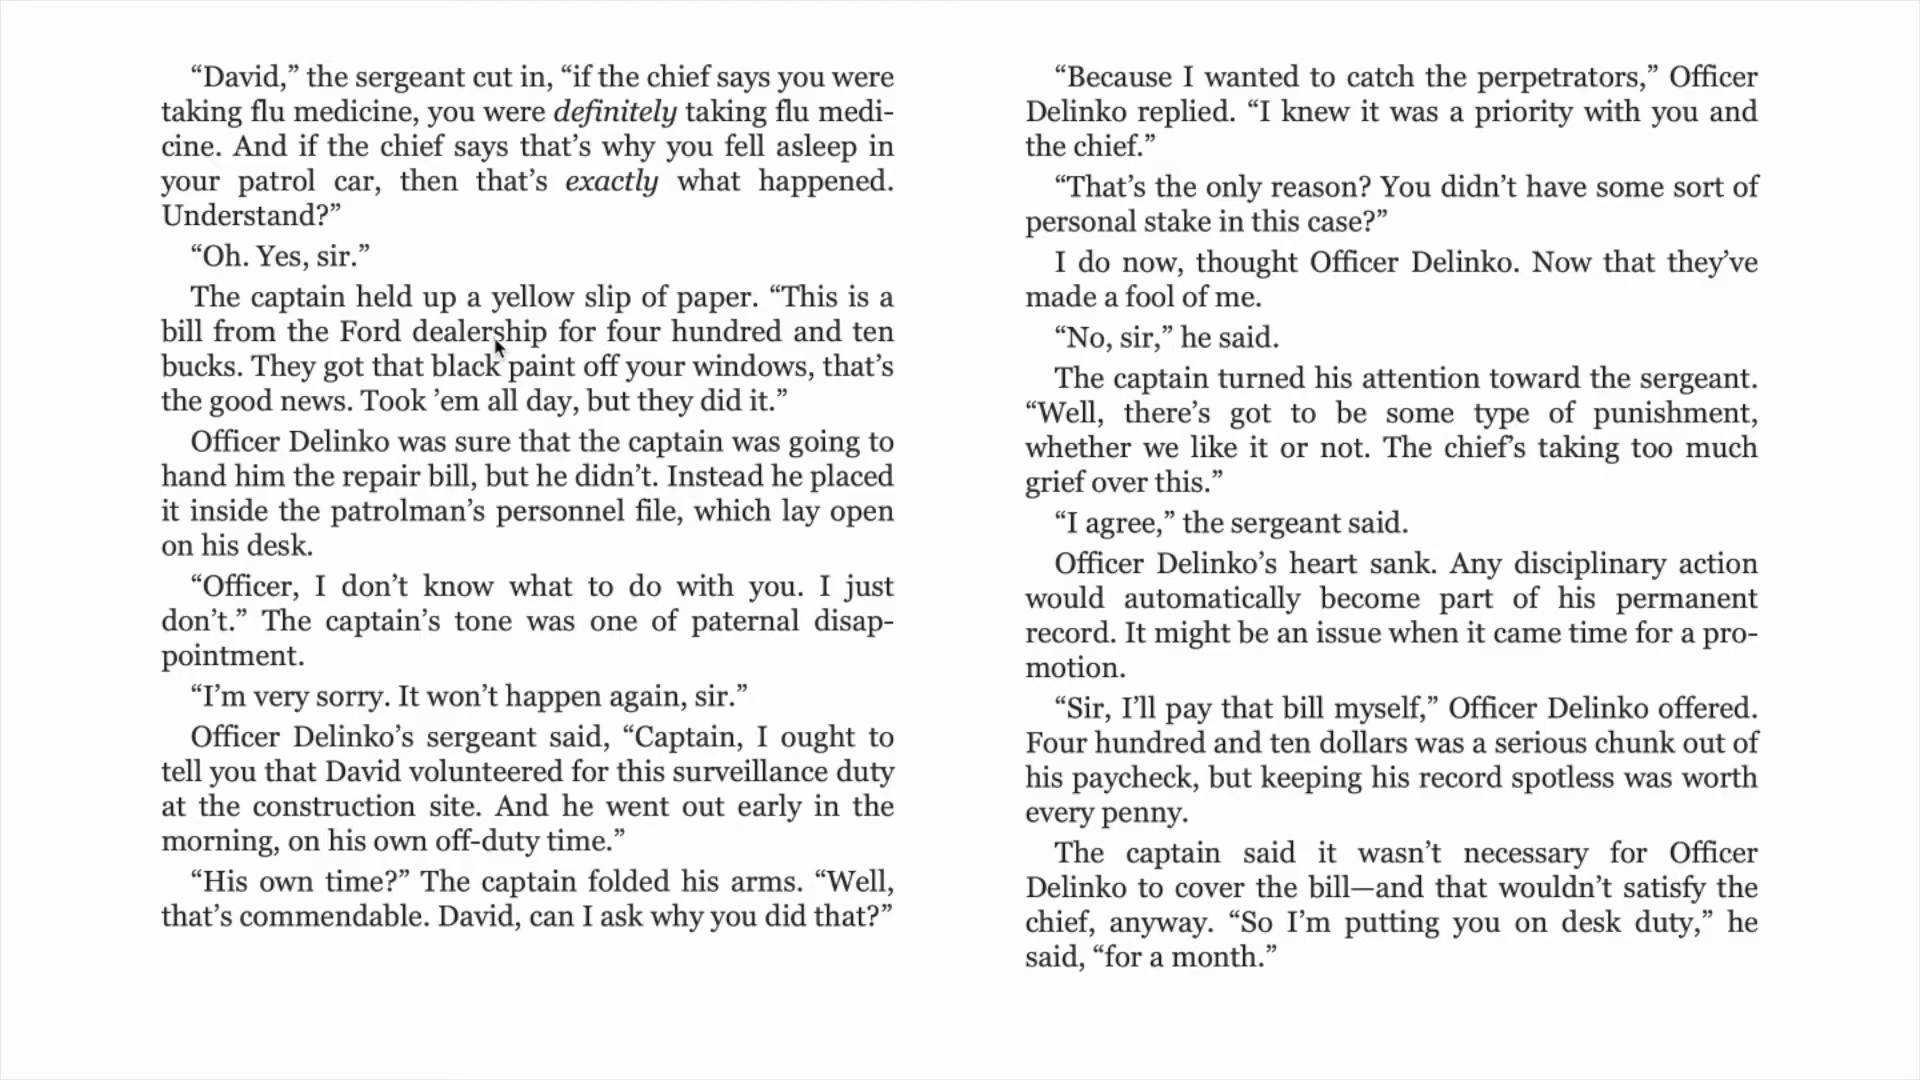 “David,” the sergeant cut in, “if the chief says you were
taking flu medicine, you were definitely taking flu medi-
cine. And if the chief says that’s why you fell asleep in
your patrol car, then that’s exactly what happened.
Understand?”
“Oh. Yes, sir.”
The captain held up a yellow slip of paper. “This is a
bill from the Ford dealership for four hundred and ten
bucks. They got that black paint off your windows, that’s
the good news. Took ’em all day, but they did it.”
Officer Delinko was sure that the captain was going to
hand him the repair bill, but he didn’t. Instead he placed
it inside the patrolman’s personnel file, which lay open
on his desk.
“Officer, I don’t know what to do with you. I just
don’t.” The captain’s tone was one of paternal disap-
pointment.
“I’m very sorry. It won’t happen again, sir.”
Officer Delinko’s sergeant said, “Captain, I ought to
tell you that David volunteered for this surveillance duty
at the construction site. And he went out early in the
morning, on his own off-duty time.”
“His own time?” The captain folded his arms. “Well,
that’s commendable. David, can I ask why you did that?”
“Because I wanted to catch the perpetrators,” Officer
Delinko replied. “I knew it was a priority with you and
the chief.”
“That’s the only reason? You didn’t have some sort of
personal stake in this case?”
I do now, thought Officer Delinko. Now that they’ve
made a fool of me.
“No, sir,” he said.
The captain turned his attention toward the sergeant.
“Well, there’s got to be some type of punishment,
whether we like it or not. The chief’s taking too much
grief over this.”
“I agree,” the sergeant said.
Officer Delinko’s heart sank. Any disciplinary action
would automatically become part of his permanent
record. It might be an issue when it came time for a pro-
motion.
“Sir, I’ll pay that bill myself,” Officer Delinko offered.
Four hundred and ten dollars was a serious chunk out of
his paycheck, but keeping his record spotless was worth
every penny.
The captain said it wasn’t necessary for Officer
Delinko to cover the bill—and that wouldn’t satisfy the
chief, anyway. “So I’m putting you on desk duty,” he
said, “for a month.”